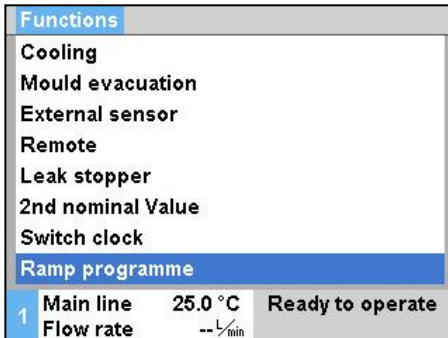 Functions
Cooling
Mould evacuation
External sensor
Remote
Leak stopper
2nd nominal Value
Switch clock
Ramp programme
1 Main line 25.0 °C Ready to operate
Flow rate -- L/min